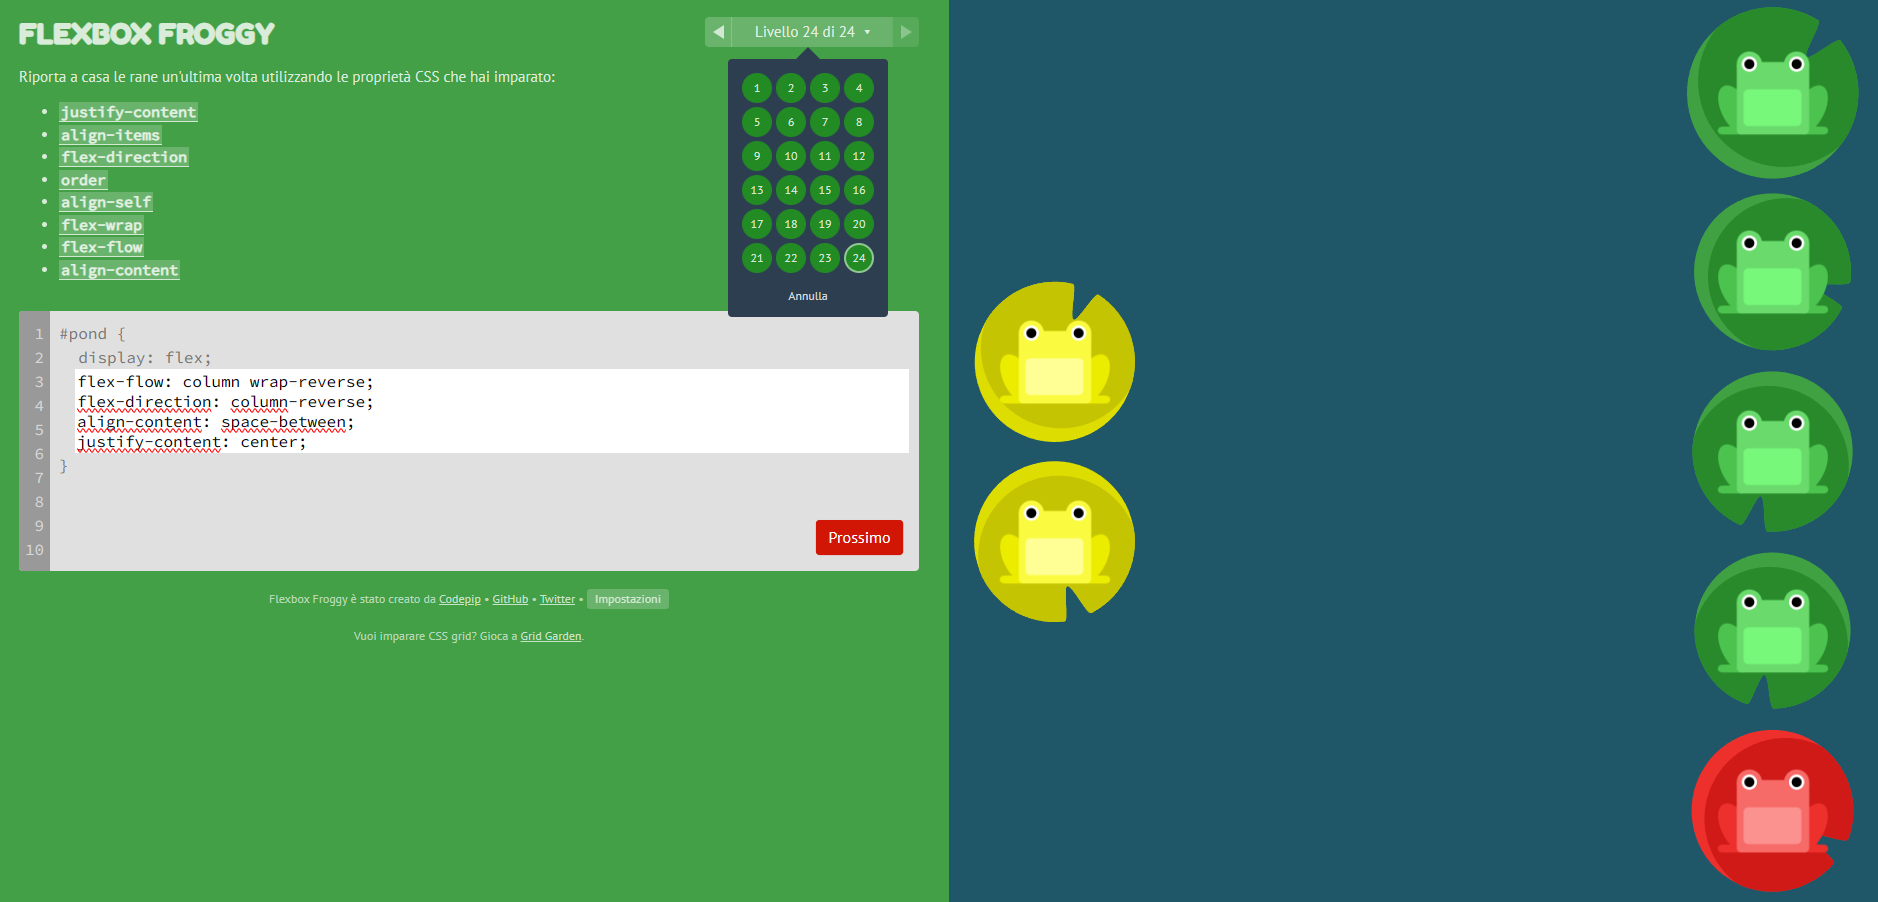 FLEXBOX FROGGY
Livello 24 di 24
Riporta a casa le rane un'ultima volta utilizzando le proprietà CSS che hai imparato:
• justify-content
• align-items
• flex-direction
• order
• align-self
• flex-wrap
• flex-flow
• align-content
1 2 3 4
5 6 7 8
9 10 11 12
13 14 15 16
17 18 19 20
21 22 23 24
Annulla
1 #pond {
2 display: flex;
3 flex-flow: column wrap-reverse;
4 flex-direction: column-reverse;
5 align-content: space-between;
6 justify-content: center;
7 }
8
9
10
Prossimo
Flexbox Froggy è stato creato da Codepip • GitHub • Twitter • Impostazioni
Vuoi imparare CSS grid? Gioca a Grid Garden.